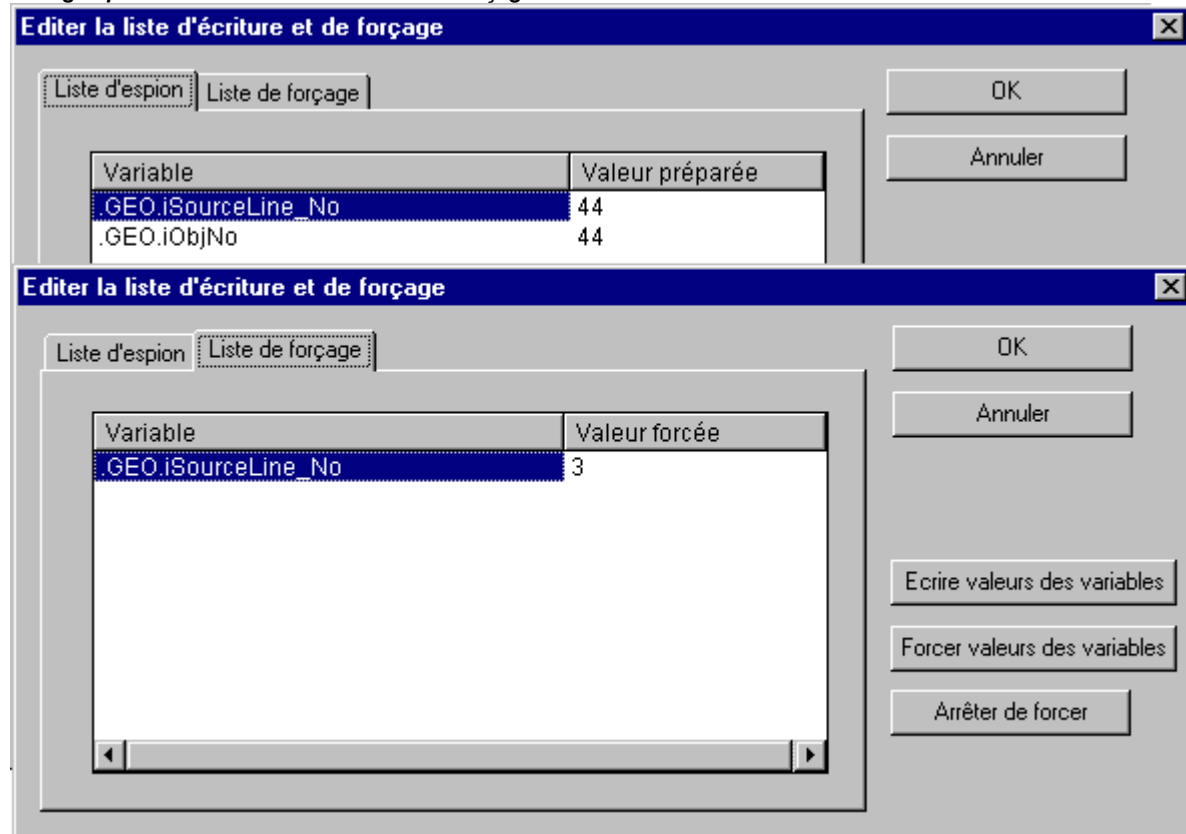 Editer la liste d'écriture et de forçage
Liste d'espion Liste de forçage
OK
Annuler
Variable Valeur préparée
.GEO.iSourceLine_No 44
.GEO.iObjNo 44
Editer la liste d'écriture et de forçage
Liste d'espion Liste de forçage
OK
Annuler
Variable Valeur forcée
.GEO.iSourceLine_No 3
Ecrire valeurs des variables
Forcer valeurs des variables
Arrêter de forcer